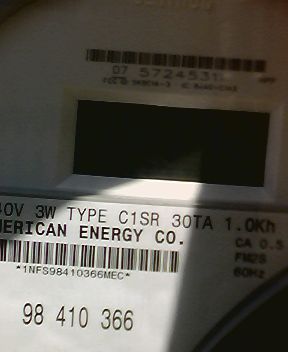 07 57245311
40V 3W TYPE C1SR 30TA 1.0Kh
MERICAN ENERGY CO.
CA 0.5
FM2S
60Hz
*1NFS98410366MEC*
98 410 366